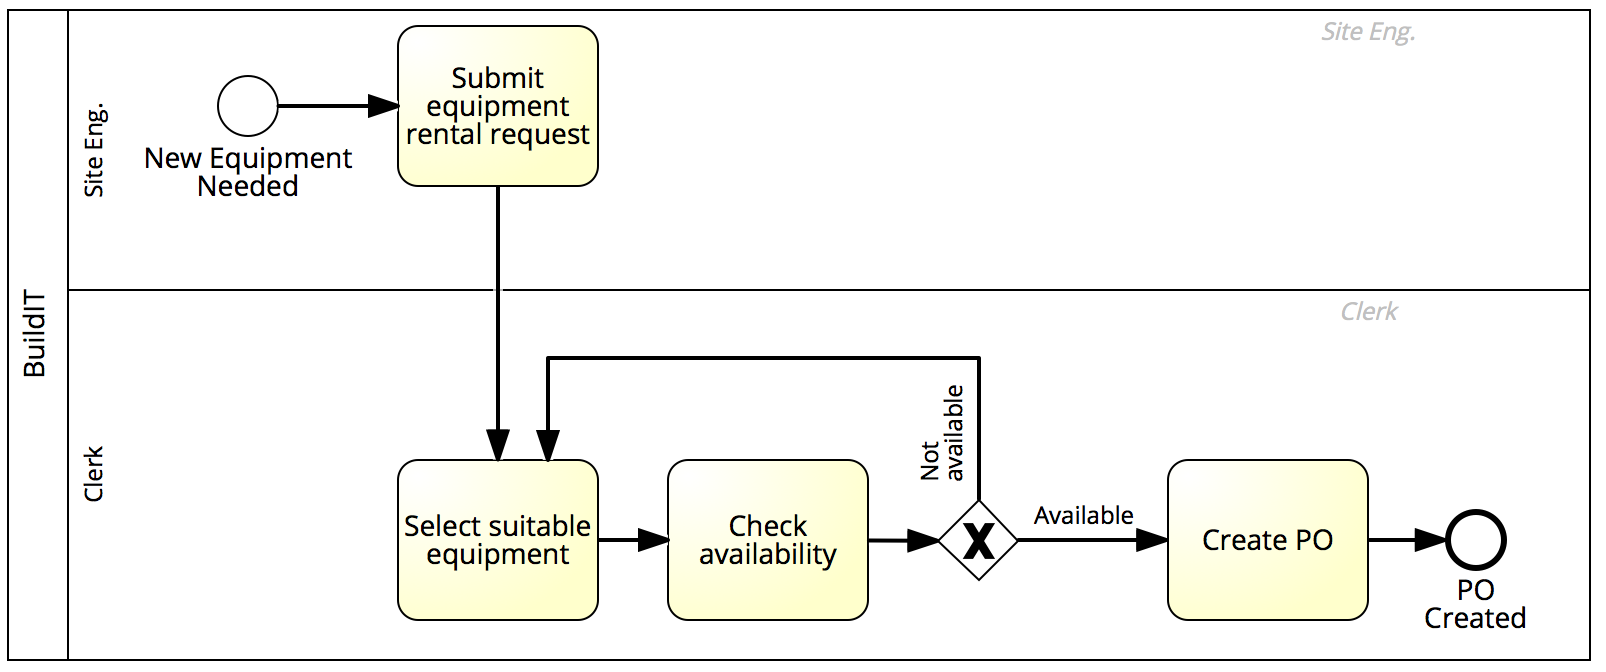 BuildIT
Site Eng.
Site Eng.
New Equipment
Needed
Submit
equipment
rental request
Clerk
Clerk
Select suitable
equipment
Check
availability
Not
available
X
Available
Create PO
PO
Created